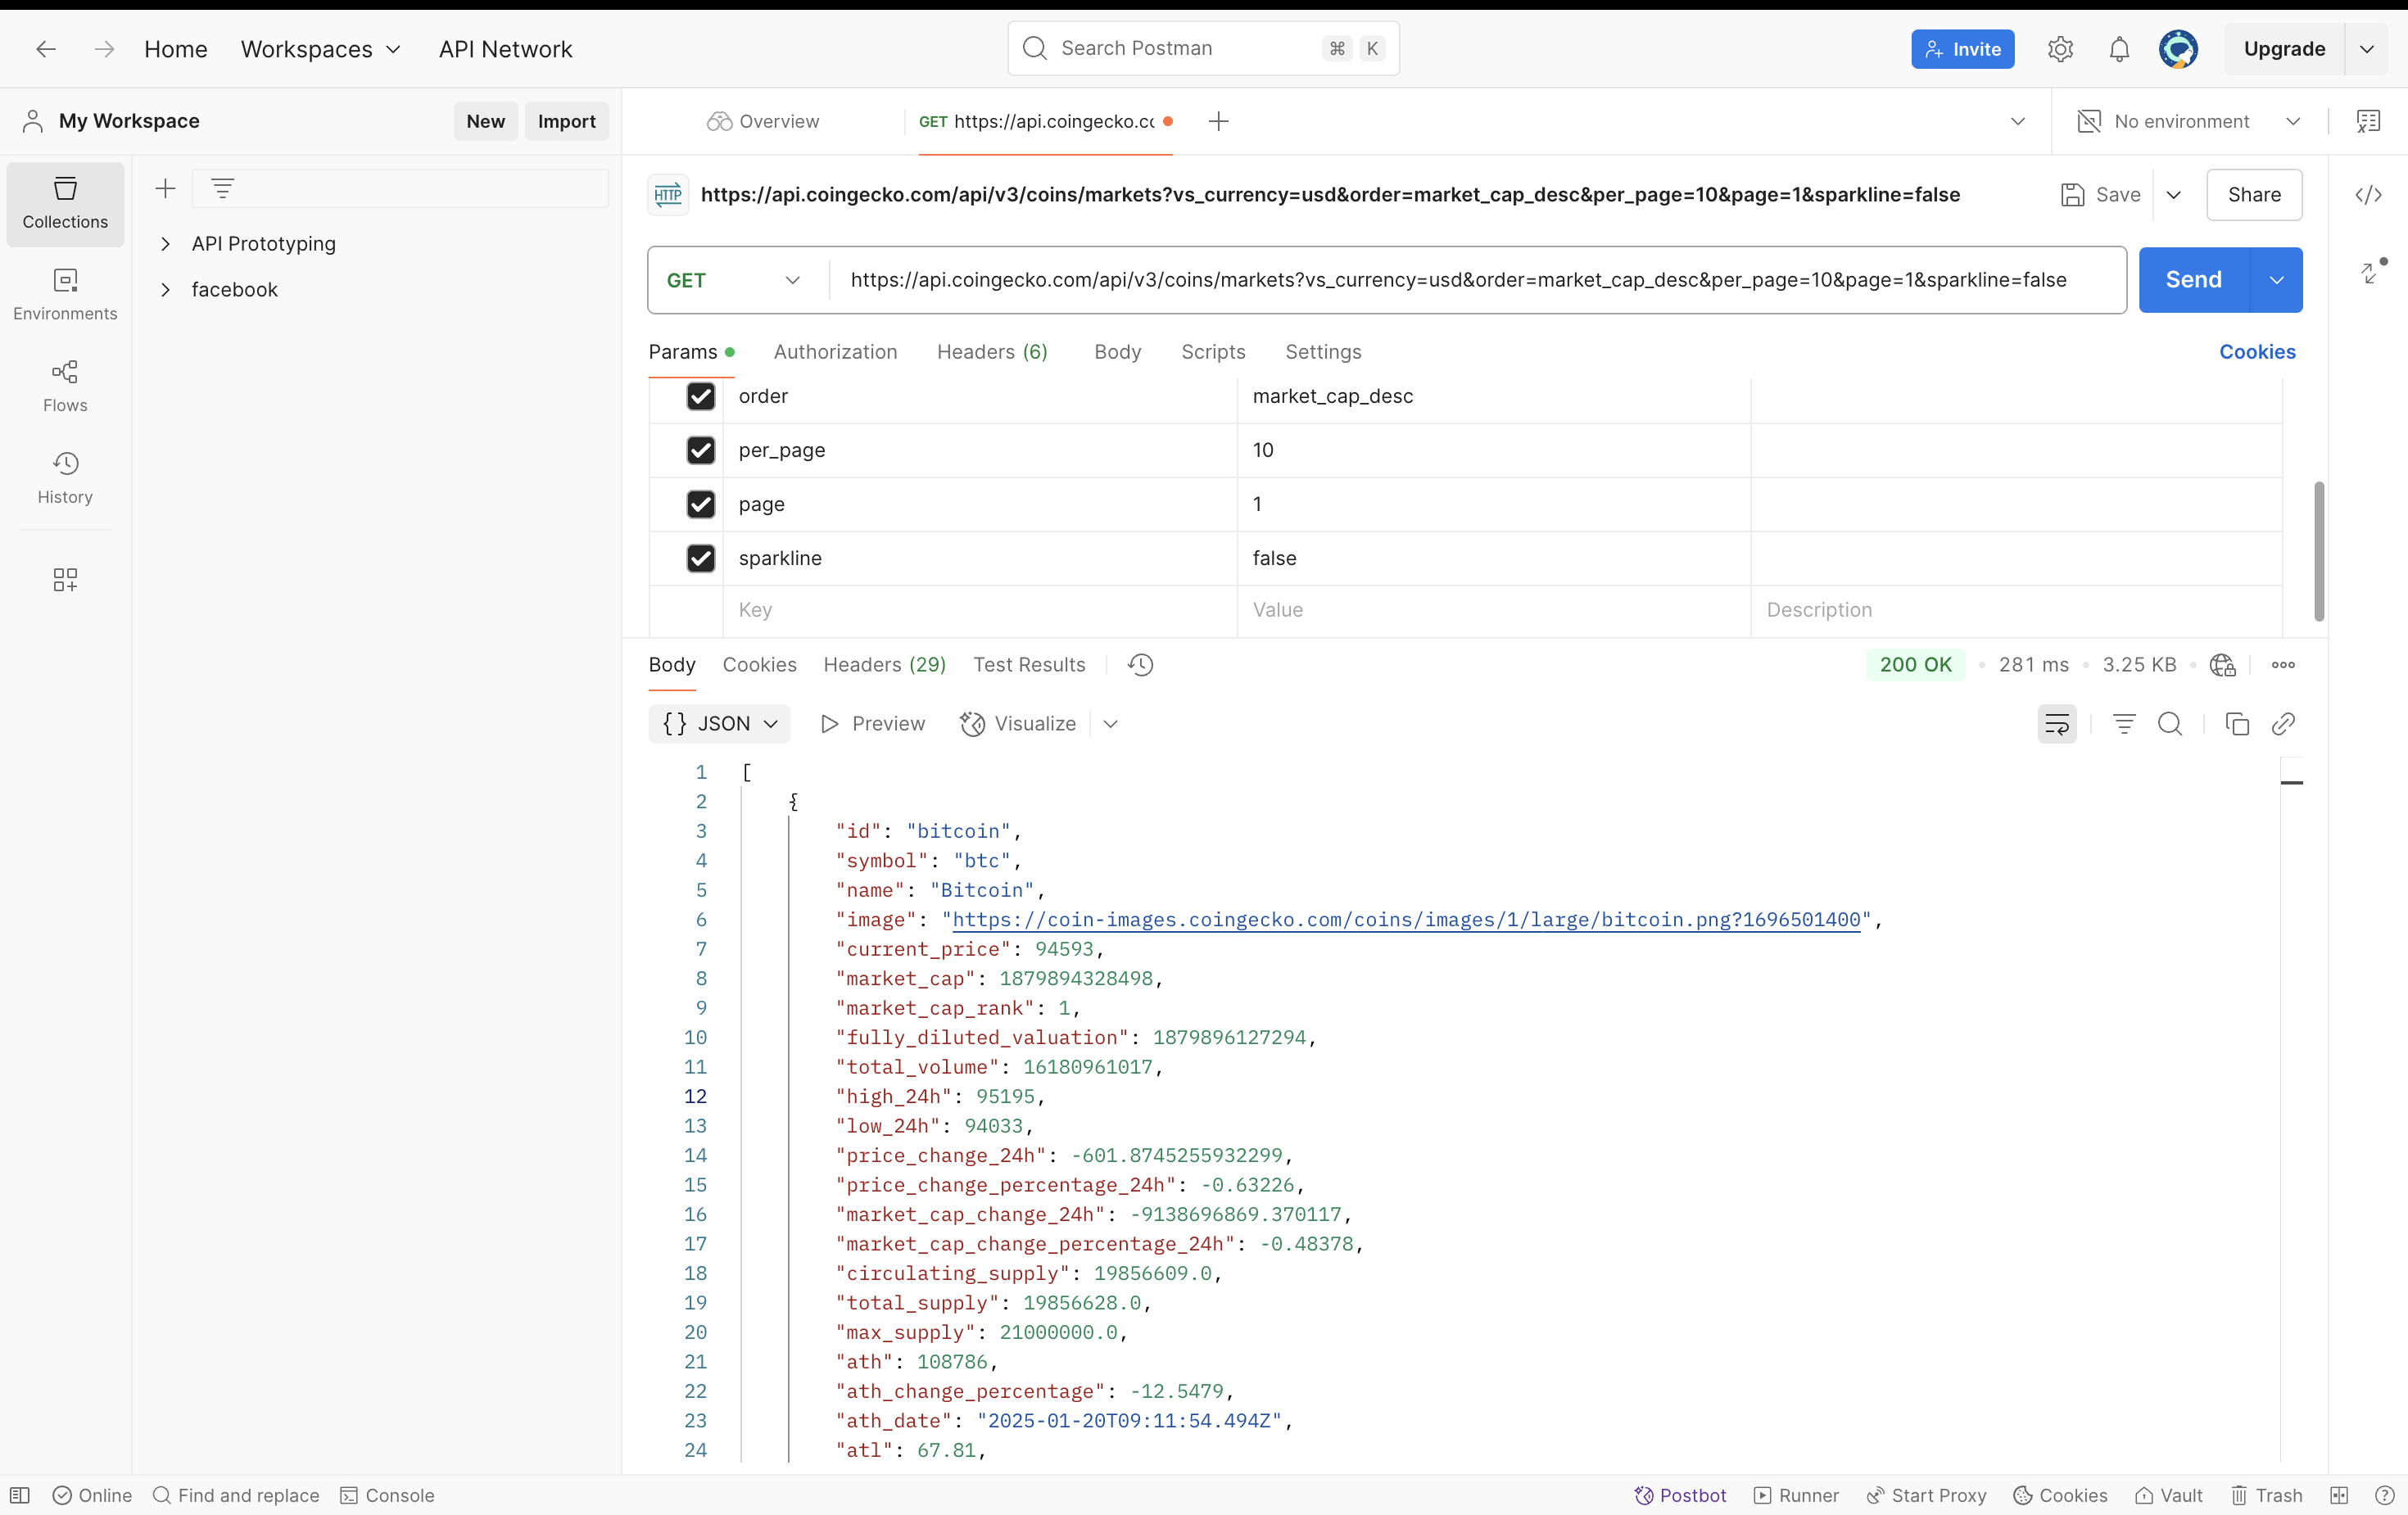 Home Workspaces API Network Search Postman ⌘ K Invite Upgrade
My Workspace New Import Overview GET https://api.coingecko.cc No environment
Collections
Environments
Flows
History
API Prototyping
facebook
HTTP https://api.coingecko.com/api/v3/coins/markets?vs_currency=usd&order=market_cap_desc&per_page=10&page=1&sparkline=false Save Share
GET https://api.coingecko.com/api/v3/coins/markets?vs_currency=usd&order=market_cap_desc&per_page=10&page=1&sparkline=false Send
Params Authorization Headers (6) Body Scripts Settings Cookies
order market_cap_desc
per_page 10
page 1
sparkline false
Key Value Description
Body Cookies Headers (29) Test Results 200 OK 281 ms 3.25 KB
{} JSON Preview Visualize
1 [
2 {
3 "id": "bitcoin",
4 "symbol": "btc",
5 "name": "Bitcoin",
6 "image": "https://coin-images.coingecko.com/coins/images/1/large/bitcoin.png?1696501400",
7 "current_price": 94593,
8 "market_cap": 1879894328498,
9 "market_cap_rank": 1,
10 "fully_diluted_valuation": 1879896127294,
11 "total_volume": 16180961017,
12 "high_24h": 95195,
13 "low_24h": 94033,
14 "price_change_24h": -601.8745255932299,
15 "price_change_percentage_24h": -0.63226,
16 "market_cap_change_24h": -9138696869.370117,
17 "market_cap_change_percentage_24h": -0.48378,
18 "circulating_supply": 19856609.0,
19 "total_supply": 19856628.0,
20 "max_supply": 21000000.0,
21 "ath": 108786,
22 "ath_change_percentage": -12.5479,
23 "ath_date": "2025-01-20T09:11:54.494Z",
24 "atl": 67.81,
Online Find and replace Console Postbot Runner Start Proxy Cookies Vault Trash